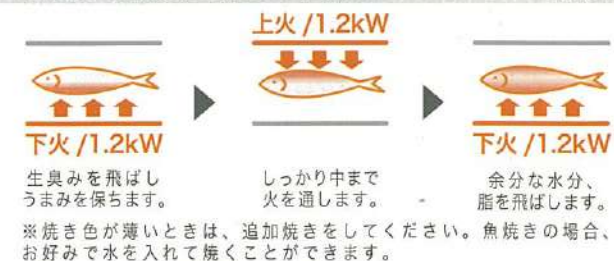 上火 /1.2kW
下火 /1.2kW
下火 /1.2kW
生臭みを飛ばし
うまみを保ちます。
しっかり中まで
火を通します。
余分な水分、
脂を飛ばします。
※焼き色が薄いときは、追加焼きをしてください。魚焼きの場合、
お好みで水を入れて焼くことができます。